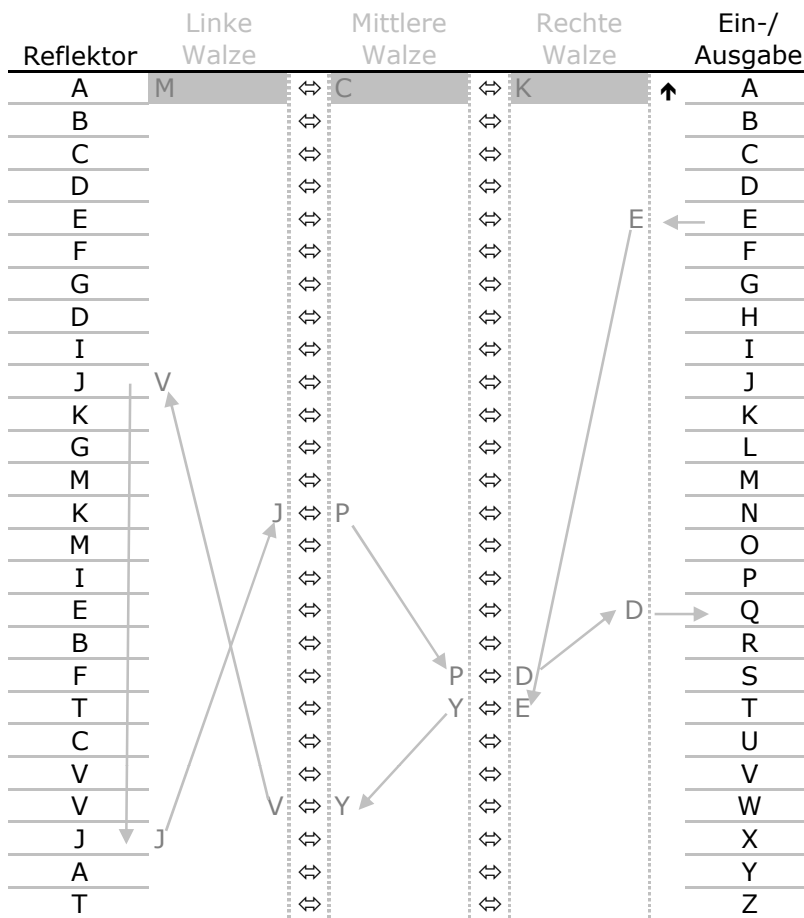 Linke Mittlere Rechte Ein-/
Reflektor Walze Walze Walze Ausgabe
A M ⇔ C ⇔ K ↑ A
B ⇔ ⇔ B
C ⇔ ⇔ C
D ⇔ ⇔ D
E ⇔ ⇔ E E
F ⇔ ⇔ F
G ⇔ ⇔ G
D ⇔ ⇔ H
I ⇔ ⇔ I
J V ⇔ ⇔ J
K ⇔ ⇔ K
G ⇔ ⇔ L
M ⇔ ⇔ M
K J ⇔ P ⇔ N
M ⇔ ⇔ O
I ⇔ ⇔ P
E ⇔ ⇔ D Q
B ⇔ ⇔ R
F ⇔ P ⇔ D S
T ⇔ Y ⇔ E T
C ⇔ ⇔ U
V ⇔ ⇔ V
V V ⇔ Y ⇔ W
J J ⇔ ⇔ X
A ⇔ ⇔ Y
T ⇔ ⇔ Z